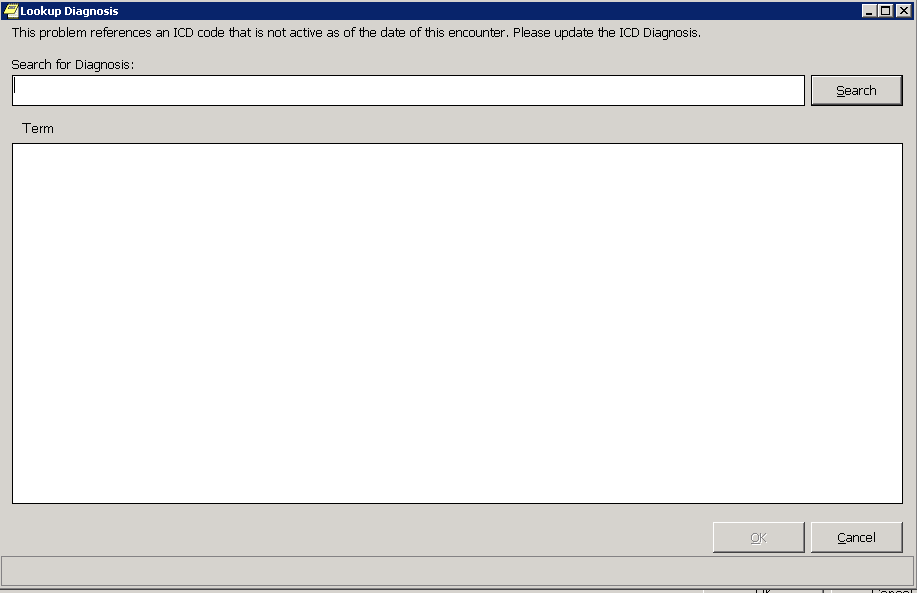 Lookup Diagnosis
This problem references an ICD code that is not active as of the date of this encounter. Please update the ICD Diagnosis.
Search for Diagnosis:
Search
Term
OK
Cancel